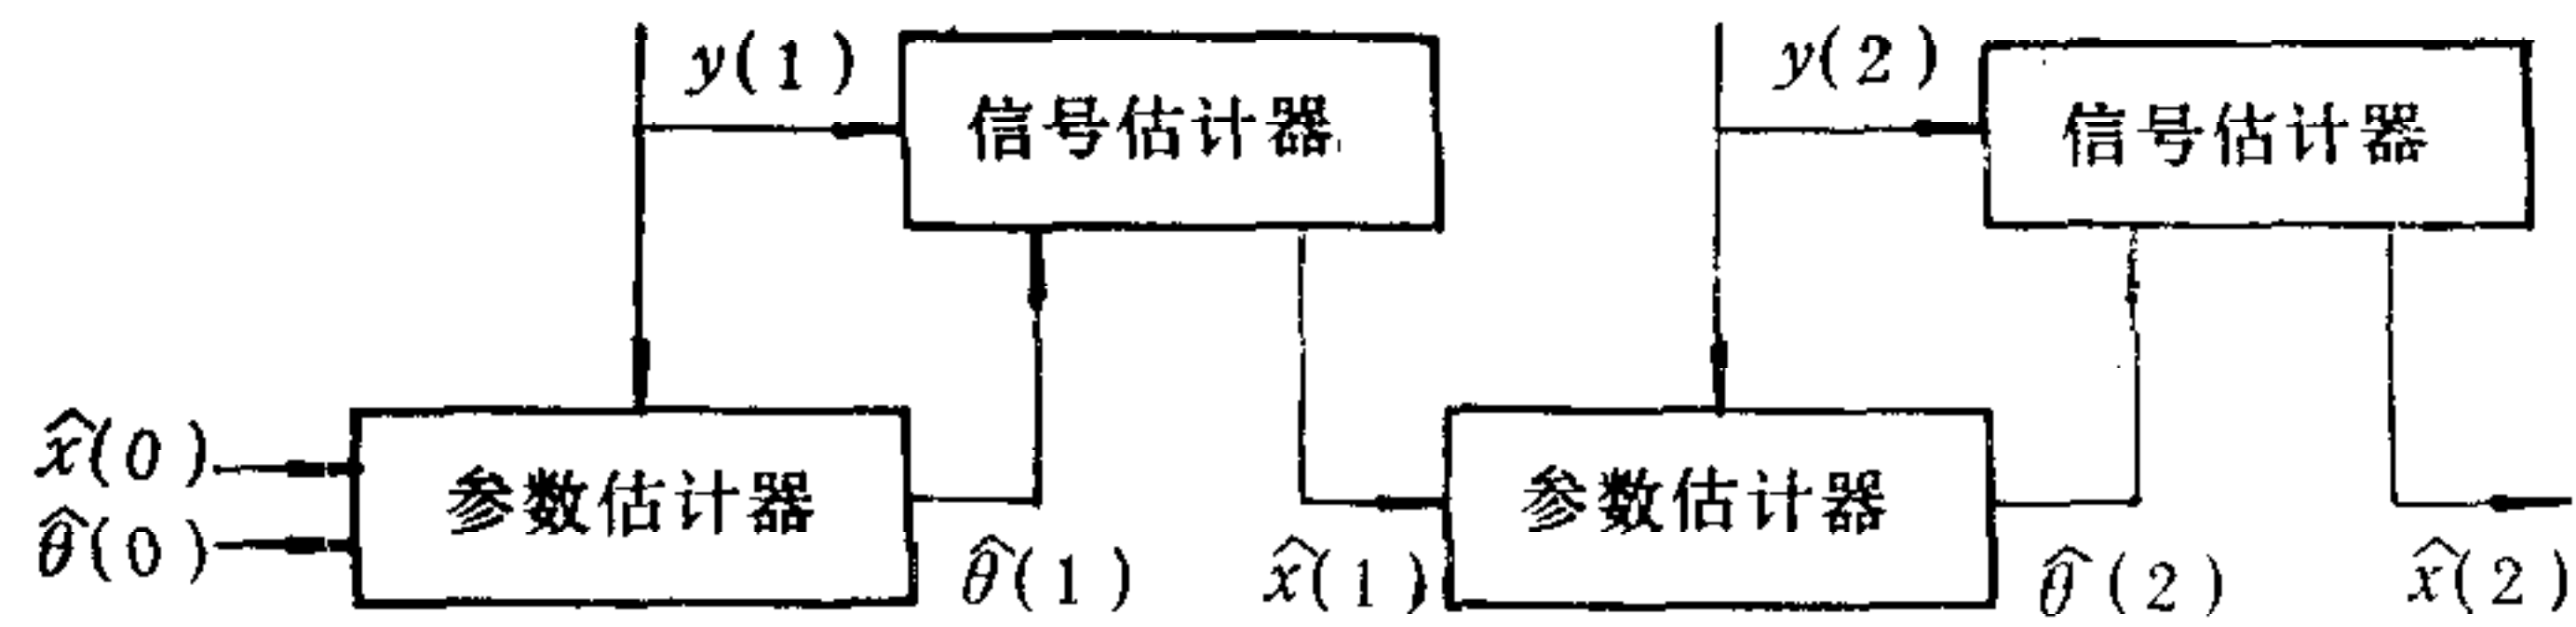 y(1)
信号估计器
y(2)
信号估计器
x̂(0)
θ̂(0)
参数估计器
θ̂(1)
x̂(1)
参数估计器
θ̂(2)
x̂(2)